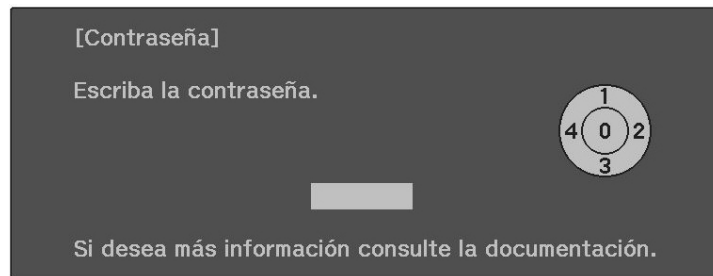 [Contraseña]
Escriba la contraseña.
1
4 0 2
3
Si desea más información consulte la documentación.